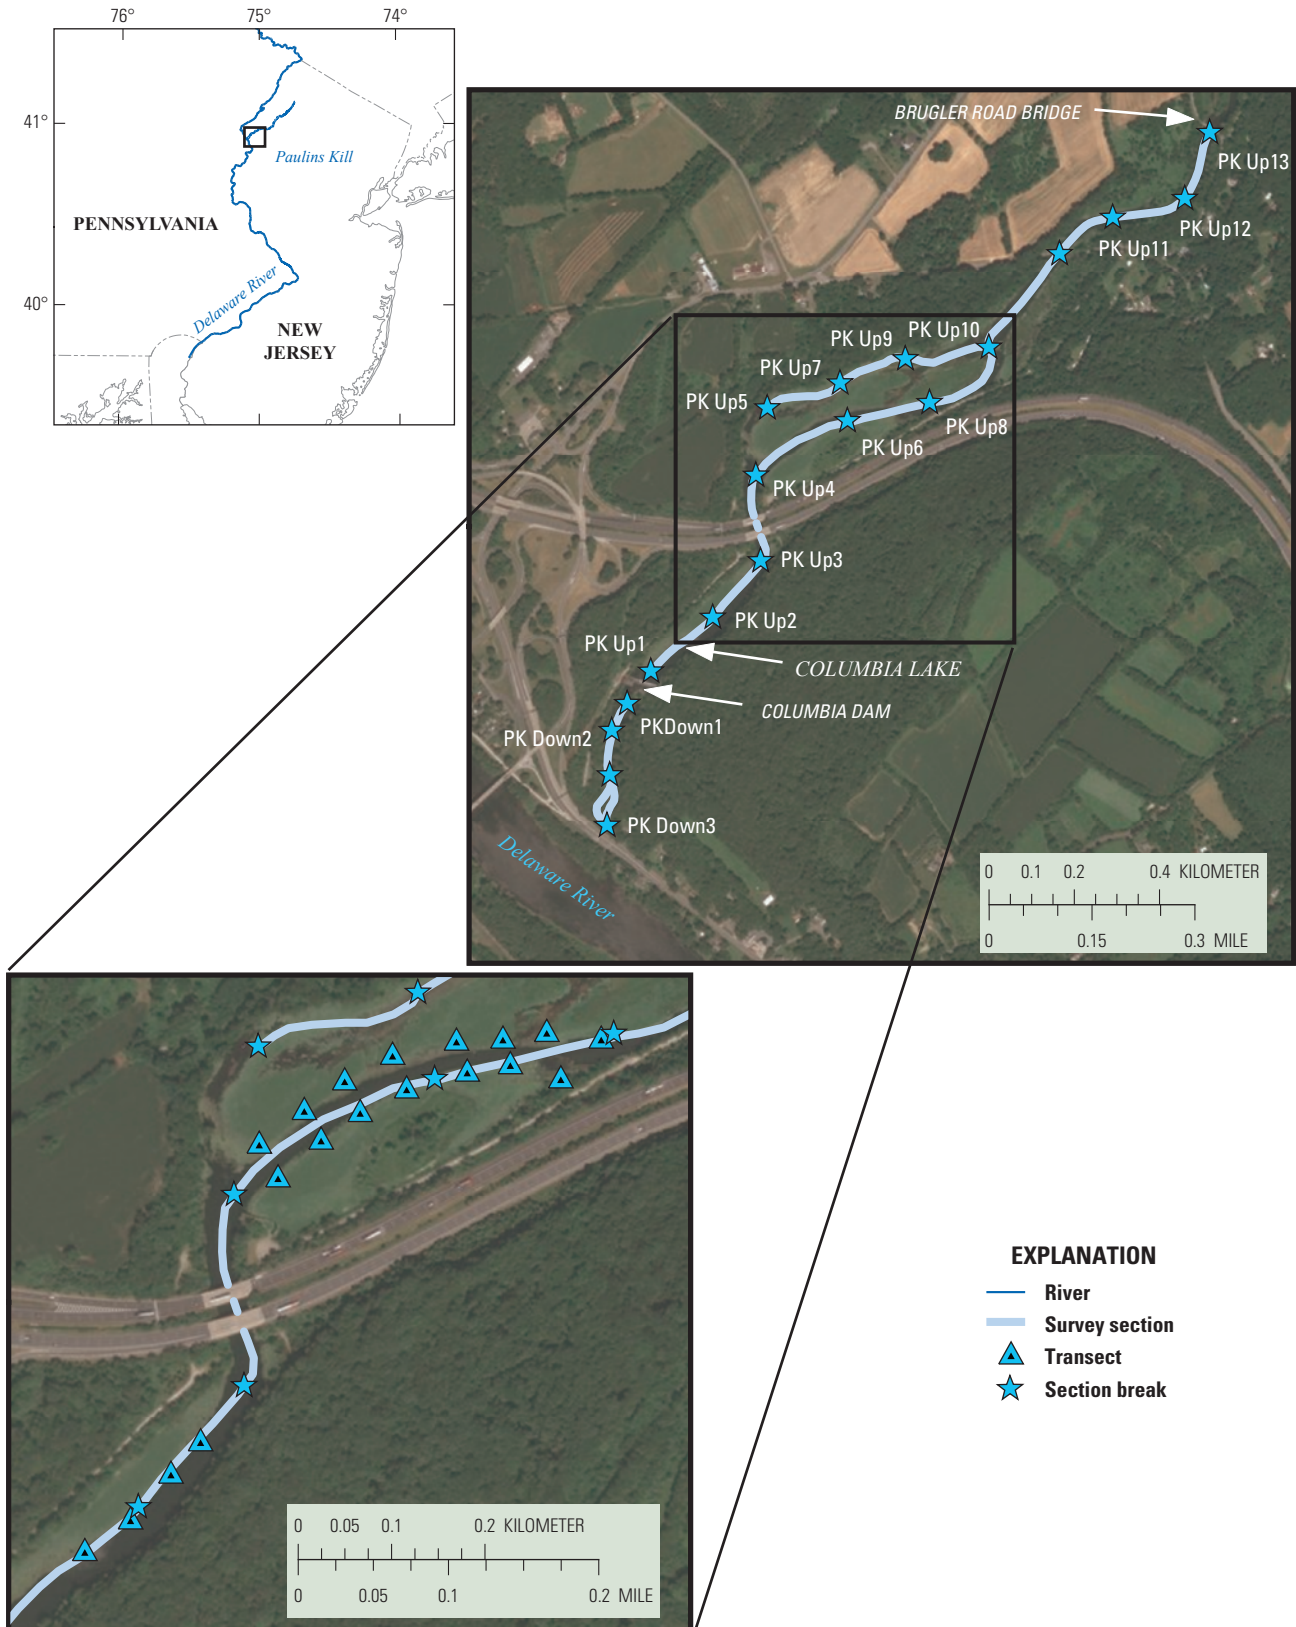 76°
75°
74°
41°
40°
Paulins Kill
PENNSYLVANIA
Delaware River
NEW
JERSEY
BRUGLER ROAD BRIDGE
PK Up13
PK Up12
PK Up11
PK Up10
PK Up9
PK Up7
PK Up5
PK Up8
PK Up6
PK Up4
PK Up3
PK Up2
PK Up1
COLUMBIA LAKE
COLUMBIA DAM
PKDown1
PK Down2
PK Down3
Delaware River
0 0.1 0.2 0.4 KILOMETER
0 0.15 0.3 MILE
0 0.05 0.1 0.2 KILOMETER
0 0.05 0.1 0.2 MILE
EXPLANATION
River
Survey section
Transect
Section break